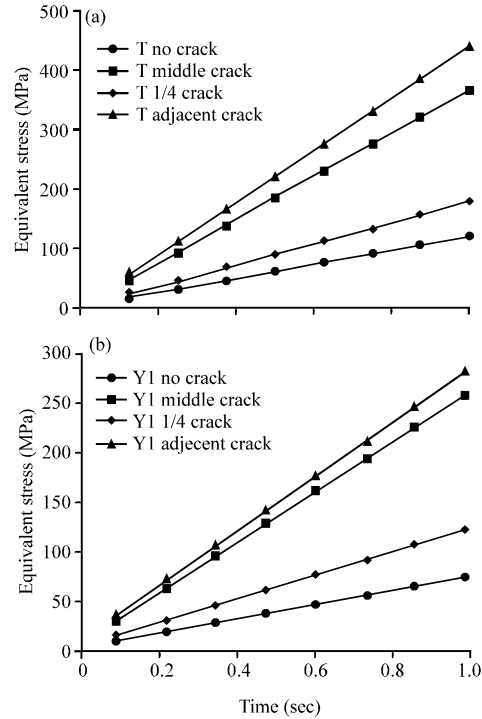 (a)
500
400
300
200
100
0
Equivalent stress (MPa)
T no crack
T middle crack
T 1/4 crack
T adjacent crack
(b)
300
250
200
150
100
50
0
Equivalent stress (MPa)
Y1 no crack
Y1 middle crack
Y1 1/4 crack
Y1 adjecent crack
0 0.2 0.4 0.6 0.8 1.0
Time (sec)